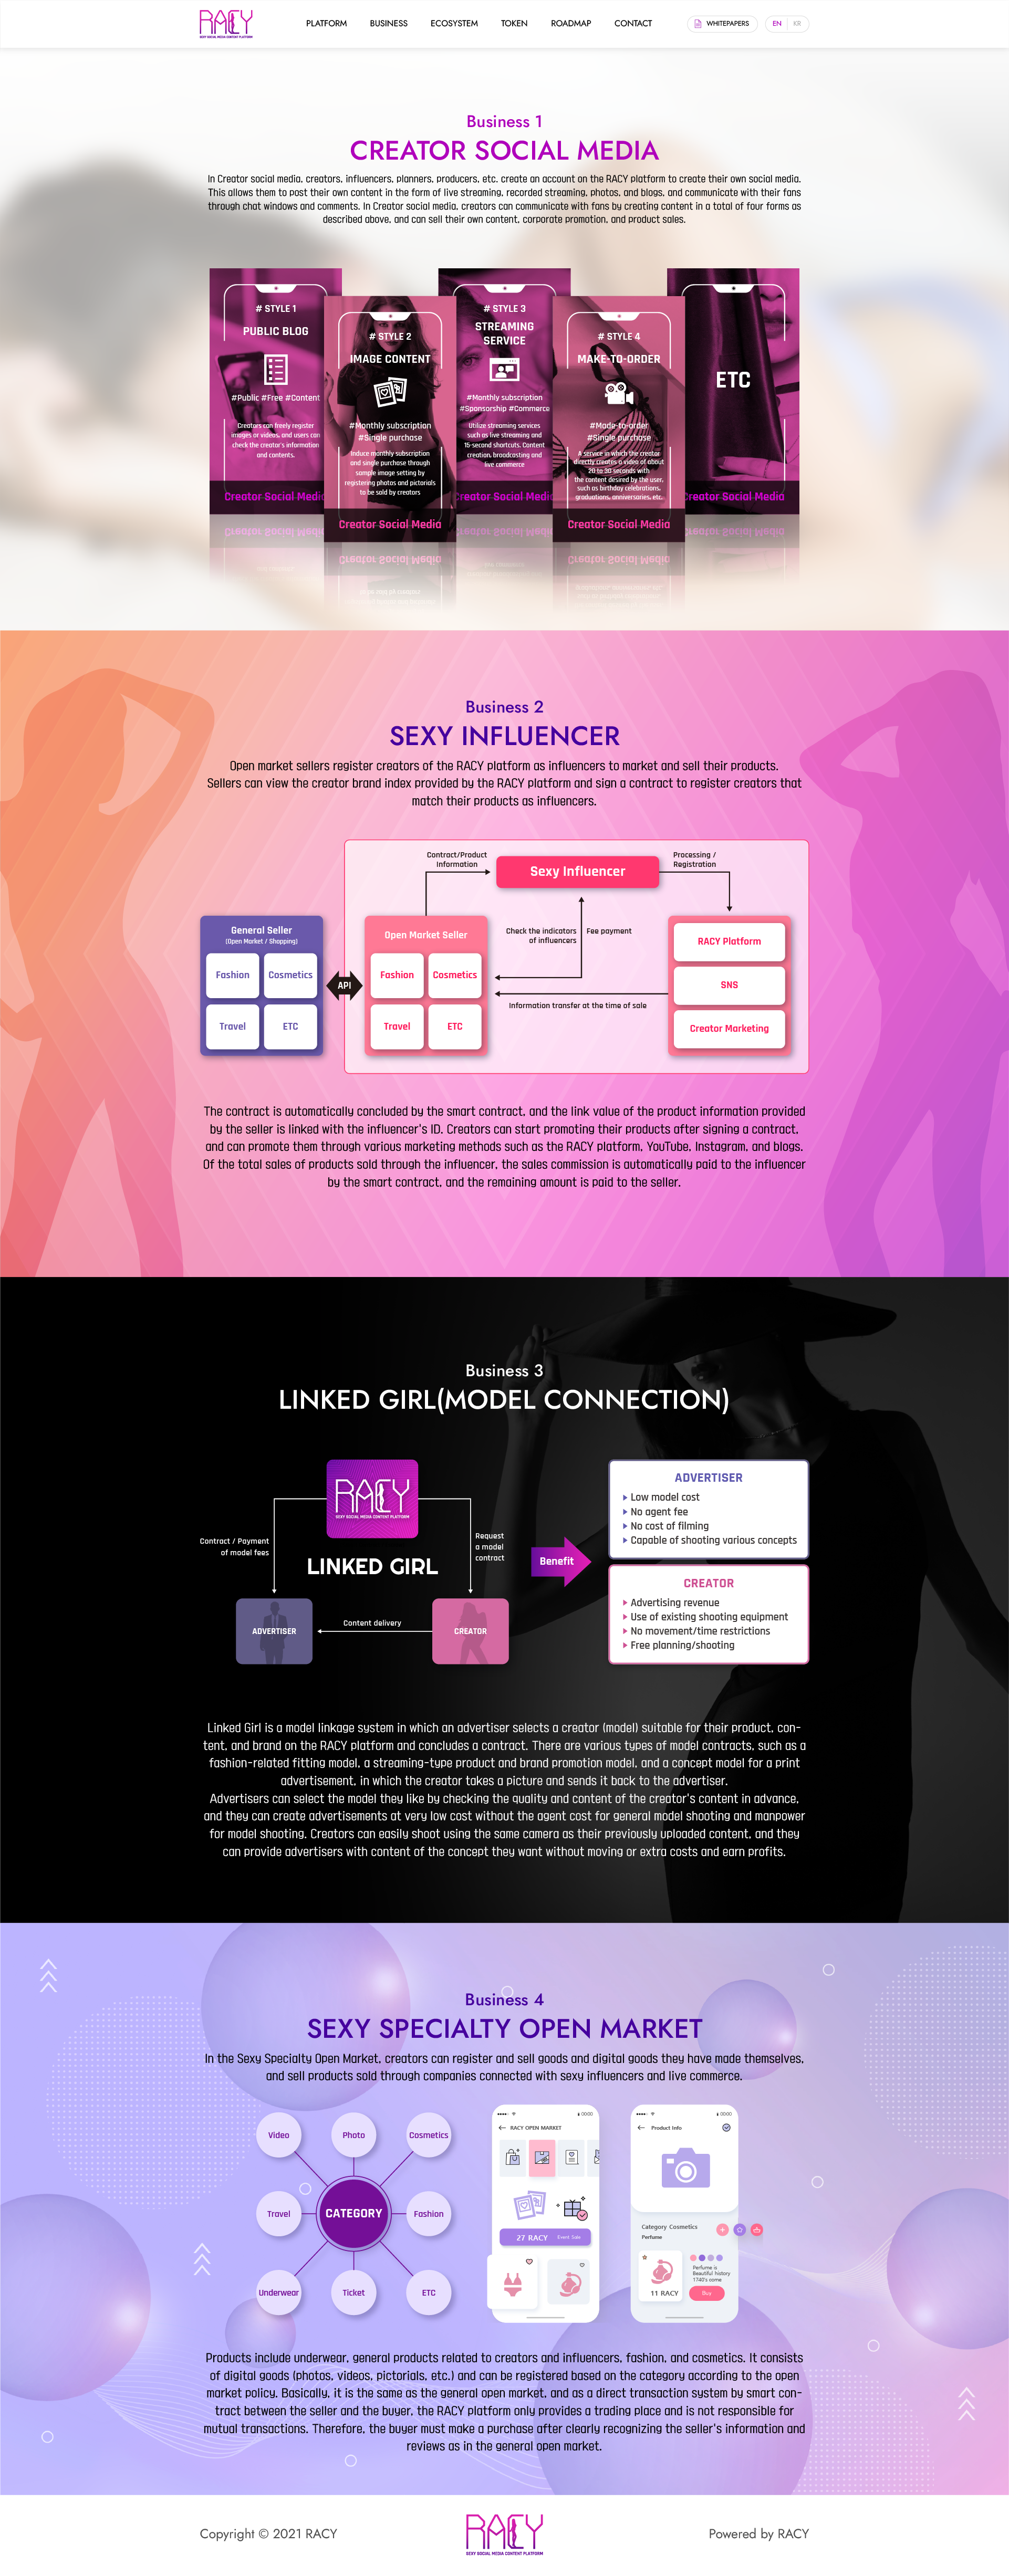 RACY
SEXY SOCIAL MEDIA CONTENT PLATFORM
PLATFORM BUSINESS ECOSYSTEM TOKEN ROADMAP CONTACT WHITEPAPERS EN KR
Business 1
CREATOR SOCIAL MEDIA
In Creator social media, creators, influencers, planners, producers, etc. create an account on the RACY platform to create their own social media.
This allows them to post their own content in the form of live streaming, recorded streaming, photos, and blogs, and communicate with their fans
through chat windows and comments. In Creator social media, creators can communicate with fans by creating content in a total of four forms as
described above, and can sell their own content, corporate promotion, and product sales.
# STYLE 1
PUBLIC BLOG
#Public #Free #Content
Creators can freely register
images or videos, and users can
check the creator's information
and contents.
Creator Social Media
# STYLE 2
IMAGE CONTENT
#Monthly subscription
#Single purchase
Induce monthly subscription
and single purchase through
sample image setting by
registering photos and pictorials
to be sold by creators
Creator Social Media
# STYLE 3
STREAMING
SERVICE
#Monthly subscription
#Sponsorship #Commerce
Utilize streaming services
such as live streaming and
15-second shortcuts. Content
creation, broadcasting and
live commerce
Creator Social Media
# STYLE 4
MAKE-TO-ORDER
#Made-to-order
#Single purchase
A service in which the creator
directly creates a video of about
20 to 30 seconds with
the content desired by the user,
such as birthday celebrations,
graduations, anniversaries, etc.
Creator Social Media
ETC
Creator Social Media
Business 2
SEXY INFLUENCER
Open market sellers register creators of the RACY platform as influencers to market and sell their products.
Sellers can view the creator brand index provided by the RACY platform and sign a contract to register creators that
match their products as influencers.
General Seller
(Open Market / Shopping)
Fashion Cosmetics
Travel ETC
API
Open Market Seller
Fashion Cosmetics
Travel ETC
Contract/Product
Information
Sexy Influencer
Processing /
Registration
Check the indicators
of influencers
Fee payment
Information transfer at the time of sale
RACY Platform
SNS
Creator Marketing
The contract is automatically concluded by the smart contract, and the link value of the product information provided
by the seller is linked with the influencer's ID. Creators can start promoting their products after signing a contract,
and can promote them through various marketing methods such as the RACY platform, YouTube, Instagram, and blogs.
Of the total sales of products sold through the influencer, the sales commission is automatically paid to the influencer
by the smart contract, and the remaining amount is paid to the seller.
Business 3
LINKED GIRL(MODEL CONNECTION)
RACY
SEXY SOCIAL MEDIA CONTENT PLATFORM
LINKED GIRL
Contract / Payment
of model fees
Request
a model
contract
ADVERTISER
Content delivery
CREATOR
Benefit
ADVERTISER
Low model cost
No agent fee
No cost of filming
Capable of shooting various concepts
CREATOR
Advertising revenue
Use of existing shooting equipment
No movement/time restrictions
Free planning/shooting
Linked Girl is a model linkage system in which an advertiser selects a creator (model) suitable for their product, con-
tent, and brand on the RACY platform and concludes a contract. There are various types of model contracts, such as a
fashion-related fitting model, a streaming-type product and brand promotion model, and a concept model for a print
advertisement, in which the creator takes a picture and sends it back to the advertiser.
Advertisers can select the model they like by checking the quality and content of the creator's content in advance,
and they can create advertisements at very low cost without the agent cost for general model shooting and manpower
for model shooting. Creators can easily shoot using the same camera as their previously uploaded content, and they
can provide advertisers with content of the concept they want without moving or extra costs and earn profits.
Business 4
SEXY SPECIALTY OPEN MARKET
In the Sexy Specialty Open Market, creators can register and sell goods and digital goods they have made themselves,
and sell products sold through companies connected with sexy influencers and live commerce.
Video Photo Cosmetics
Travel CATEGORY Fashion
Underwear Ticket ETC
00:00
RACY OPEN MARKET
27 RACY Event Sale
00:00
Product Info
Category Cosmetics
Perfume
Perfume is
Beautiful history
1740's come
11 RACY
Buy
Products include underwear, general products related to creators and influencers, fashion, and cosmetics. It consists
of digital goods (photos, videos, pictorials, etc.) and can be registered based on the category according to the open
market policy. Basically, it is the same as the general open market, and as a direct transaction system by smart con-
tract between the seller and the buyer, the RACY platform only provides a trading place and is not responsible for
mutual transactions. Therefore, the buyer must make a purchase after clearly recognizing the seller's information and
reviews as in the general open market.
Copyright © 2021 RACY
RACY
SEXY SOCIAL MEDIA CONTENT PLATFORM
Powered by RACY